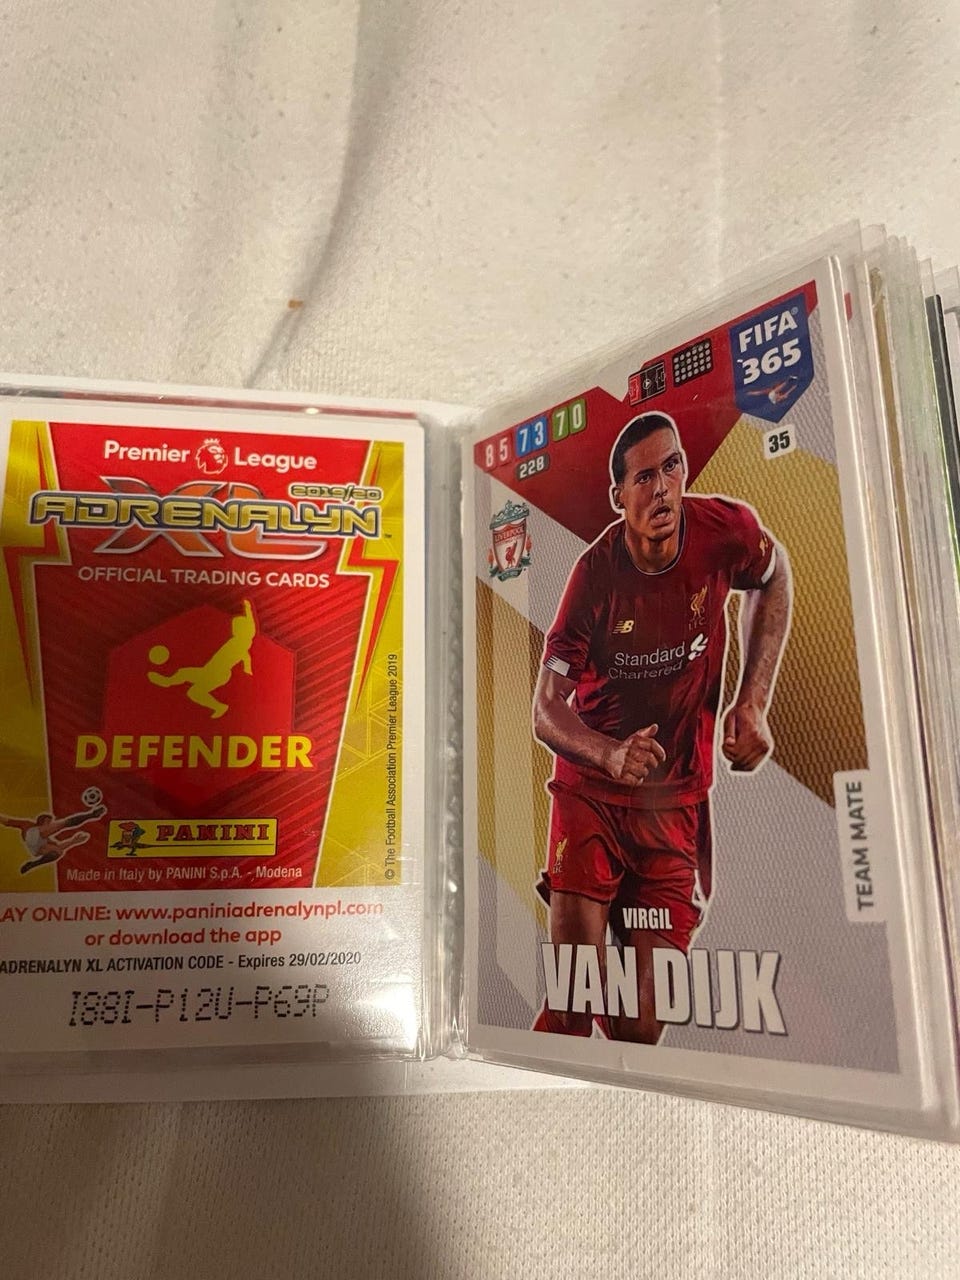 Premier League
2019/20
ADRENALYN
XL
OFFICIAL TRADING CARDS
DEFENDER
PANINI
Made in Italy by PANINI S.p.A. - Modena
© The Football Association Premier League 2019
LAY ONLINE: www.paniniadrenalynpl.com
or download the app
ADRENALYN XL ACTIVATION CODE - Expires 29/02/2020
I88I-P12U-P69P
FIFA
365
35
85 73 70
228
LIVERPOOL
L.F.C.
NB
Standard
Chartered
TEAM MATE
VIRGIL
VAN DIJK